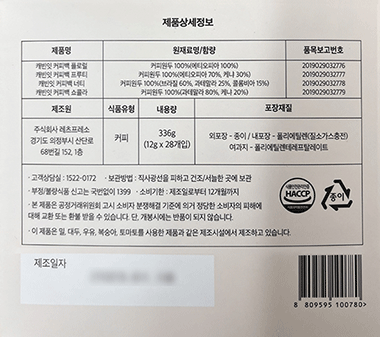 제품상세정보
제품명 원재료명/함량 품목보고번호
캐빈잇 커피백 플로럴 커피원두 100%(에티오피아 100%) 2019029032776
캐빈잇 커피백 프루티 커피원두 100%(에티오피아 70%, 케냐 30%) 2019029032777
캐빈잇 커피백 너티 커피원두 100%(브라질 60%, 과테말라 25%, 콜롬비아 15%) 2019029032778
캐빈잇 커피백 쇼콜라 커피원두 100%(과테말라 80%, 케냐 20%) 2019029032779
제조원 식품유형 내용량 포장재질
주식회사 레츠프레소
경기도 의정부시 산단로
68번길 152, 1층
커피
336g
(12g x 28개입)
외포장 - 종이 / 내포장 - 폴리에틸렌(질소가스충전)
여과지 - 폴리에틸렌테레프탈레이트
· 고객상담실 : 1522-0172 · 보관방법 : 직사광선을 피하고 건조/서늘한 곳에 보관
· 부정/불량식품 신고는 국번없이 1399 · 소비기한 : 제조일로부터 12개월까지
· 본 제품은 공정거래위원회 고시 소비자 분쟁해결 기준에 의거 정당한 소비자의 피해에
대해 교환 또는 환불 받을 수 있습니다. 단, 개봉시에는 반품이 되지 않습니다.
· 이 제품은 밀, 대두, 우유, 복숭아, 토마토를 사용한 제품과 같은 제조시설에서 제조하고 있습니다.
HACCP
종이
제조일자
8 809595 100780 >